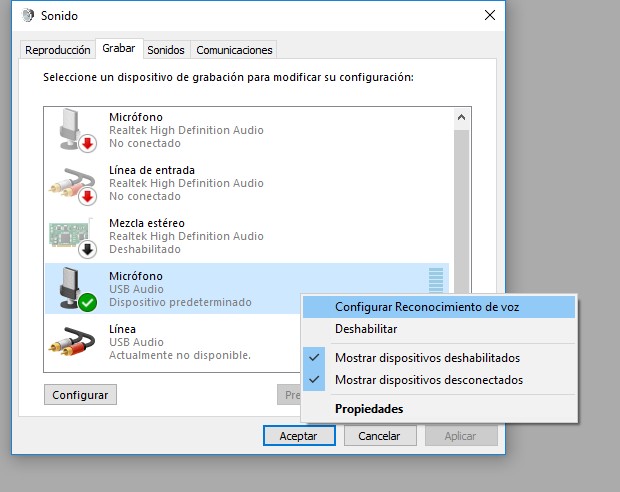 Sonido
Reproducción Grabar Sonidos Comunicaciones
Seleccione un dispositivo de grabación para modificar su configuración:
Micrófono
Realtek High Definition Audio
No conectado
Línea de entrada
Realtek High Definition Audio
No conectado
Mezcla estéreo
Realtek High Definition Audio
Deshabilitado
Micrófono
USB Audio
Dispositivo predeterminado
Línea
USB Audio
Actualmente no disponible.
Configurar Reconocimiento de voz
Deshabilitar
Mostrar dispositivos deshabilitados
Mostrar dispositivos desconectados
Propiedades
Configurar Pre
Aceptar Cancelar Aplicar